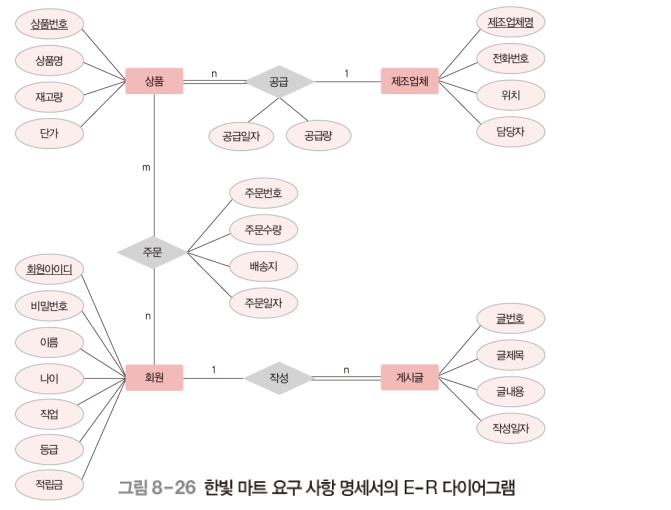 상품번호
상품명
재고량
단가
상품
n
공급
1
제조업체
제조업체명
전화번호
위치
담당자
공급일자
공급량
m
주문
주문번호
주문수량
배송지
주문일자
n
회원아이디
비밀번호
이름
나이
직업
등급
적립금
회원
1
작성
n
게시글
글번호
글제목
글내용
작성일자
그림 8-26 한빛 마트 요구 사항 명세서의 E-R 다이어그램